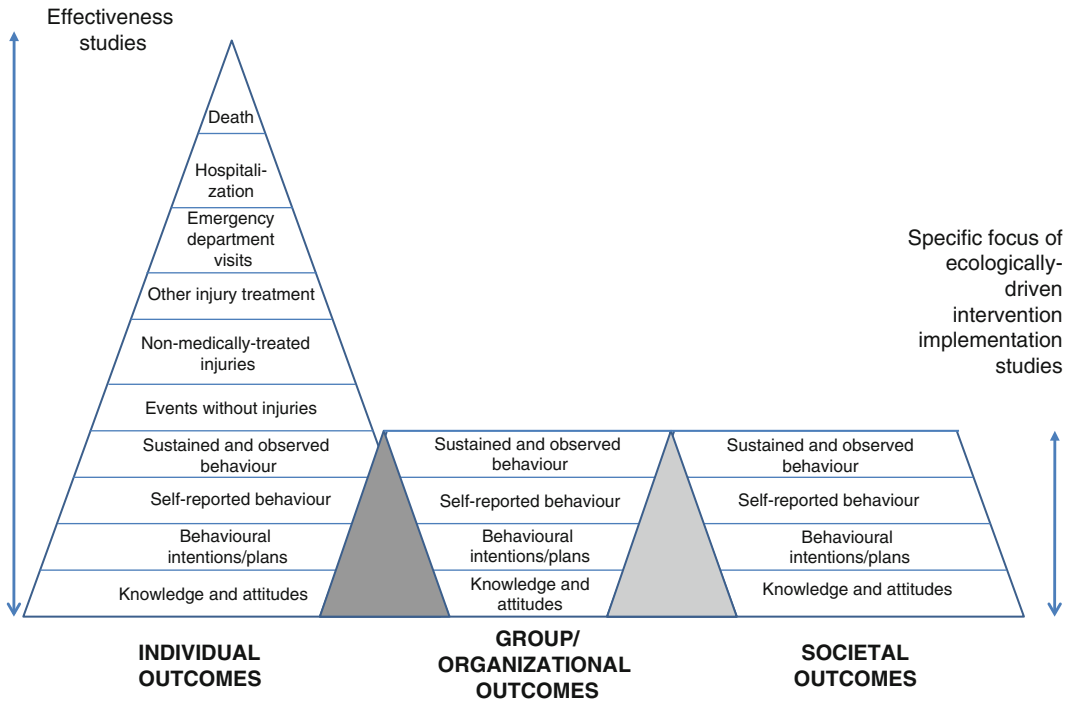 Effectiveness
studies
Death
Hospitali-
zation
Emergency
department
visits
Other injury treatment
Non-medically-treated
injuries
Events without injuries
Sustained and observed
behaviour
Self-reported behaviour
Behavioural
intentions/plans
Knowledge and attitudes
INDIVIDUAL
OUTCOMES
Sustained and observed
behaviour
Self-reported behaviour
Behavioural
intentions/plans
Knowledge and
attitudes
GROUP/
ORGANIZATIONAL
OUTCOMES
Sustained and observed
behaviour
Self-reported behaviour
Behavioural
intentions/plans
Knowledge and attitudes
SOCIETAL
OUTCOMES
Specific focus of
ecologically-
driven
intervention
implementation
studies